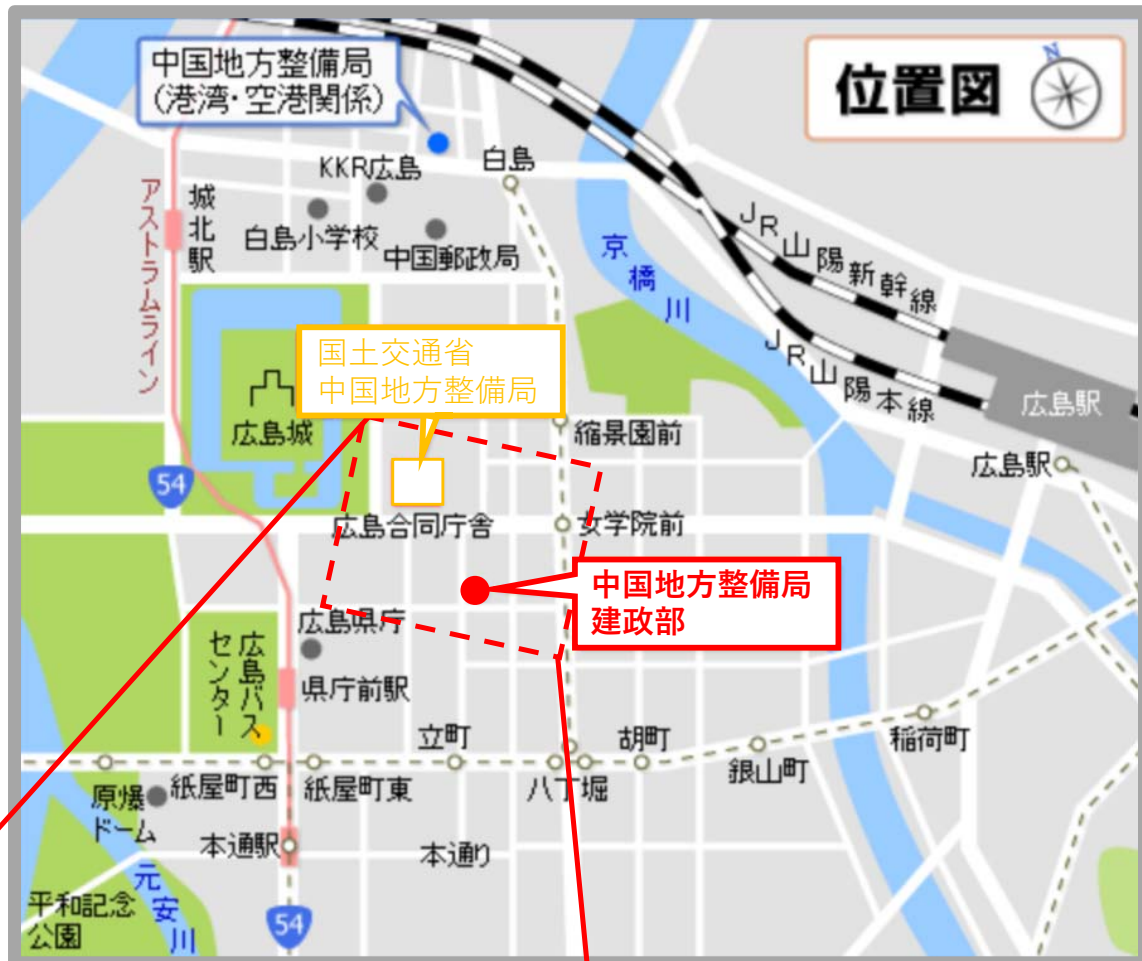 中国地方整備局
(港湾・空港関係)
位置図
N
KKR広島
白島
城北駅
アストラムライン
白島小学校
中国郵政局
京橋川
JR山陽新幹線
JR山陽本線
国土交通省
中国地方整備局
広島城
縮景園前
広島駅
広島駅
54
広島合同庁舎
女学院前
中国地方整備局
建政部
広島県庁
広島バス
センター
県庁前駅
立町
胡町
稲荷町
紙屋町西
紙屋町東
八丁堀
銀山町
原爆
ドーム
本通駅
本通り
元安川
平和記念
公園
54